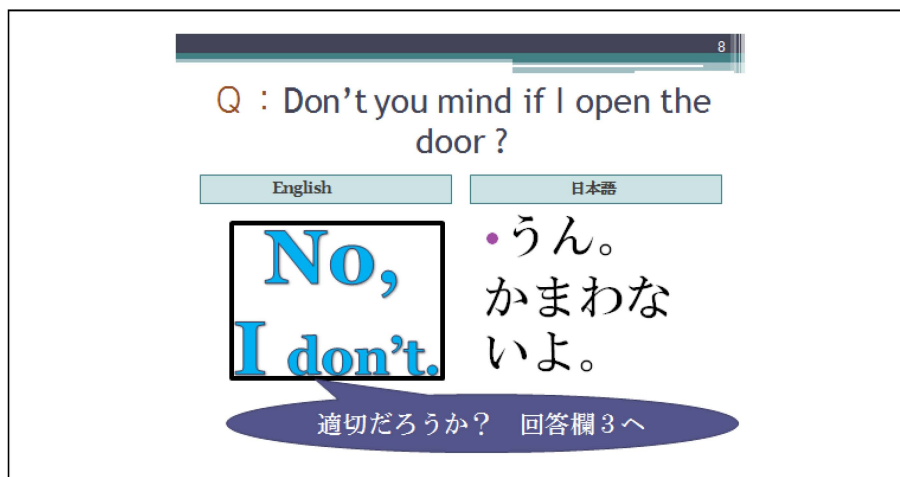 8
Q：Don't you mind if I open the
door？
English
日本語
No,
I don't.
•うん。
かまわな
いよ。
適切だろうか？　回答欄３へ